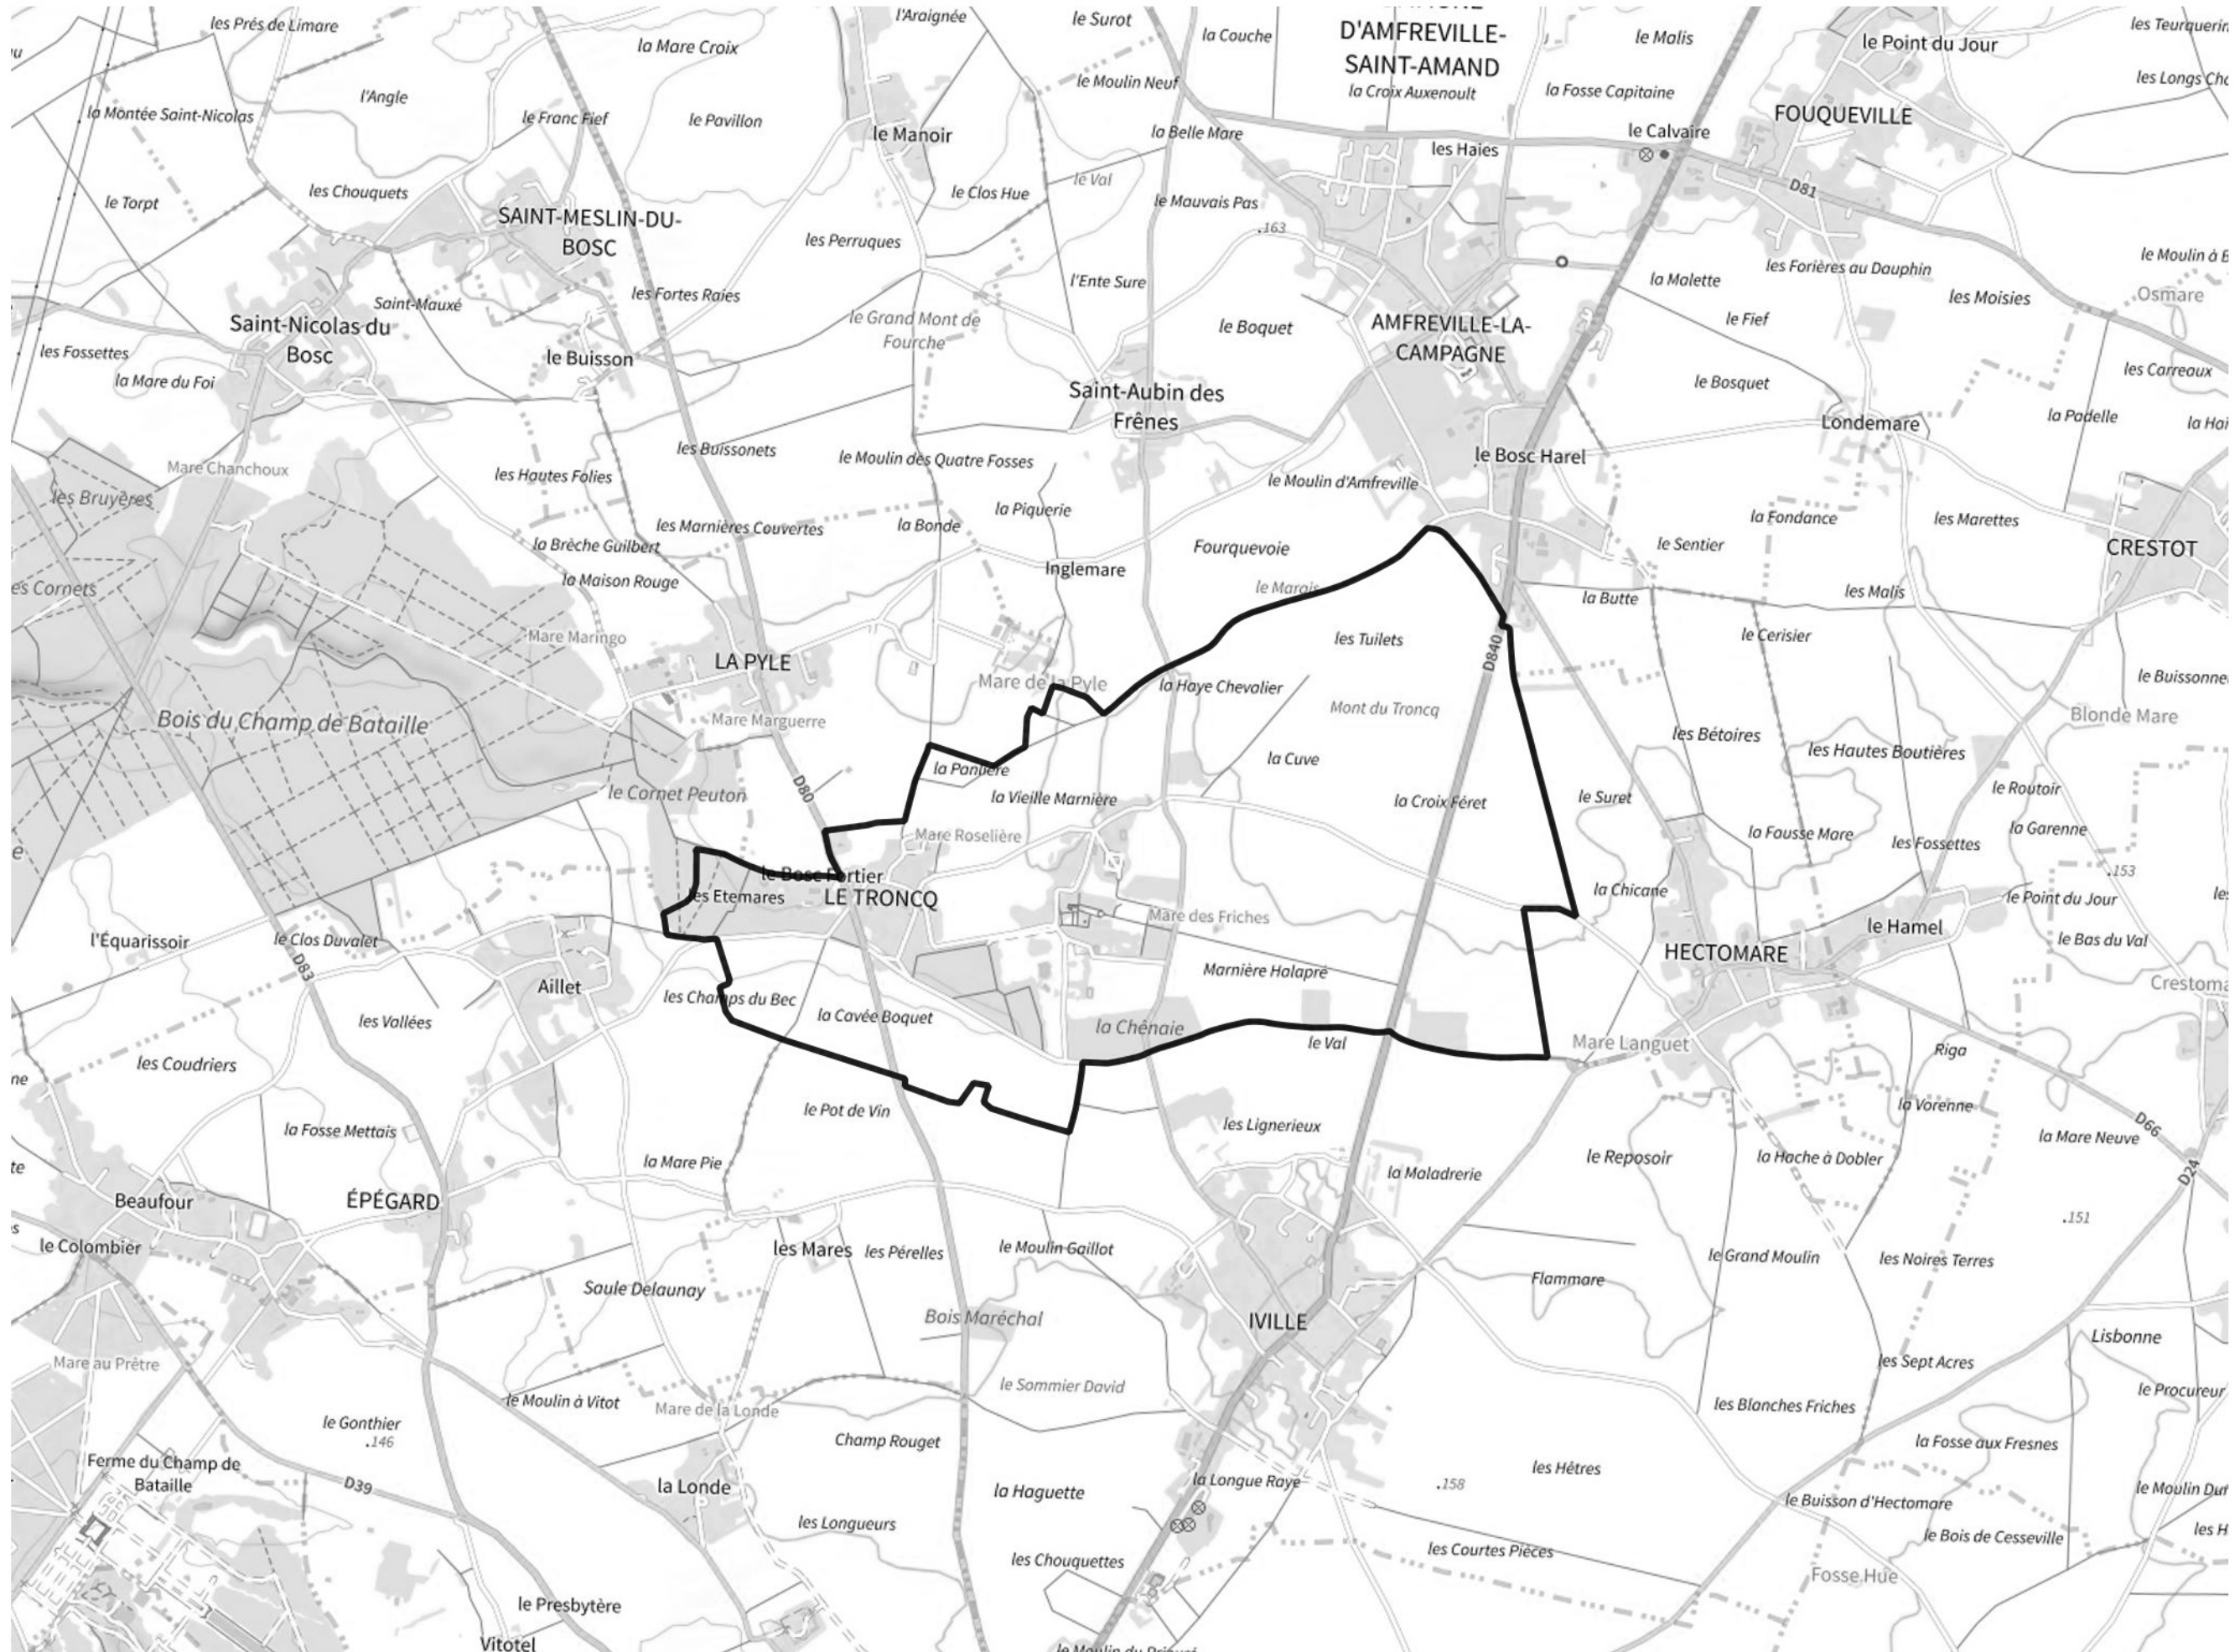 les Prés de Limare
l'Araignée
le Surot
la Couche
D'AMFREVILLE-
SAINT-AMAND
la Croix Auxenoult
le Malis
le Point du Jour
la Mare Croix
le Moulin Neuf
la Fosse Capitaine
l'Angle
la Montée Saint-Nicolas
le Franc Fief
le Pavillon
le Manoir
la Belle Mare
les Haies
le Calvaire
FOUQUEVILLE
D81
le Torpt
les Chouquets
le Clos Hue
le Val
le Mauvais Pas
.163
SAINT-MESLIN-DU-
BOSC
les Perruques
l'Ente Sure
la Malette
les Forières au Dauphin
les Moisies
Osmare
Saint-Mauxé
les Fortes Raies
le Grand Mont de
Fourche
le Boquet
AMFREVILLE-LA-
CAMPAGNE
le Fief
Saint-Nicolas du
Bosc
les Fossettes
la Mare du Foi
le Buisson
Saint-Aubin des
Frênes
le Bosquet
les Carreaux
la Padelle
Londemare
Mare Chanchoux
les Bruyères
les Hautes Folies
les Buissonets
le Moulin des Quatre Fosses
le Moulin d'Amfreville
le Bosc Harel
les Marnières Couvertes
la Bonde
la Piquerie
Fourquevoie
la Fondance
les Marettes
CRESTOT
la Brèche Guilbert
la Maison Rouge
Inglemare
le Marais
le Sentier
la Butte
les Malis
Mare Maringo
LA PYLE
Mare Marguerre
Mare de la Pyle
la Haye Chevalier
les Tuilets
D840
le Cerisier
Blonde Mare
Bois du Champ de Bataille
Mont du Troncq
les Bétoires
les Hautes Boutières
le Cornet Peuton
D80
la Panlière
la Vieille Marnière
la Cuve
la Croix Féret
le Suret
le Routoir
la Garenne
la Fausse Mare
les Fossettes
Mare Roselière
le Bosc Fortier
les Etemares
LE TRONCQ
Mare des Friches
la Chicane
.153
le Point du Jour
le Hamel
HECTOMARE
le Bas du Val
l'Équarissoir
le Clos Duvalet
D83
Aillet
les Champs du Bec
la Cavée Boquet
Marnière Halapré
les Vallées
la Chênaie
le Val
Mare Languet
Riga
les Coudriers
le Pot de Vin
les Lignerieux
la Vorenne
D66
la Mare Neuve
la Fosse Mettais
la Mare Pie
la Maladrerie
le Reposoir
la Hache à Dobler
D24
Beaufour
ÉPÉGARD
.151
le Colombier
les Mares
les Pérelles
le Moulin Gaillot
Flammare
le Grand Moulin
les Noires Terres
Saule Delaunay
Bois Maréchal
IVILLE
Lisbonne
Mare au Prêtre
le Sommier David
les Sept Acres
le Procureur
le Moulin à Vitot
Mare de la Londe
les Blanches Friches
le Gonthier
.146
Champ Rouget
la Fosse aux Fresnes
Ferme du Champ de
Bataille
D39
la Londe
la Haguette
la Longue Raye
.158
les Hêtres
le Buisson d'Hectomare
les Longueurs
le Bois de Cesseville
les Chouquettes
les Courtes Pièces
Fosse Hue
le Presbytère
Vitotel